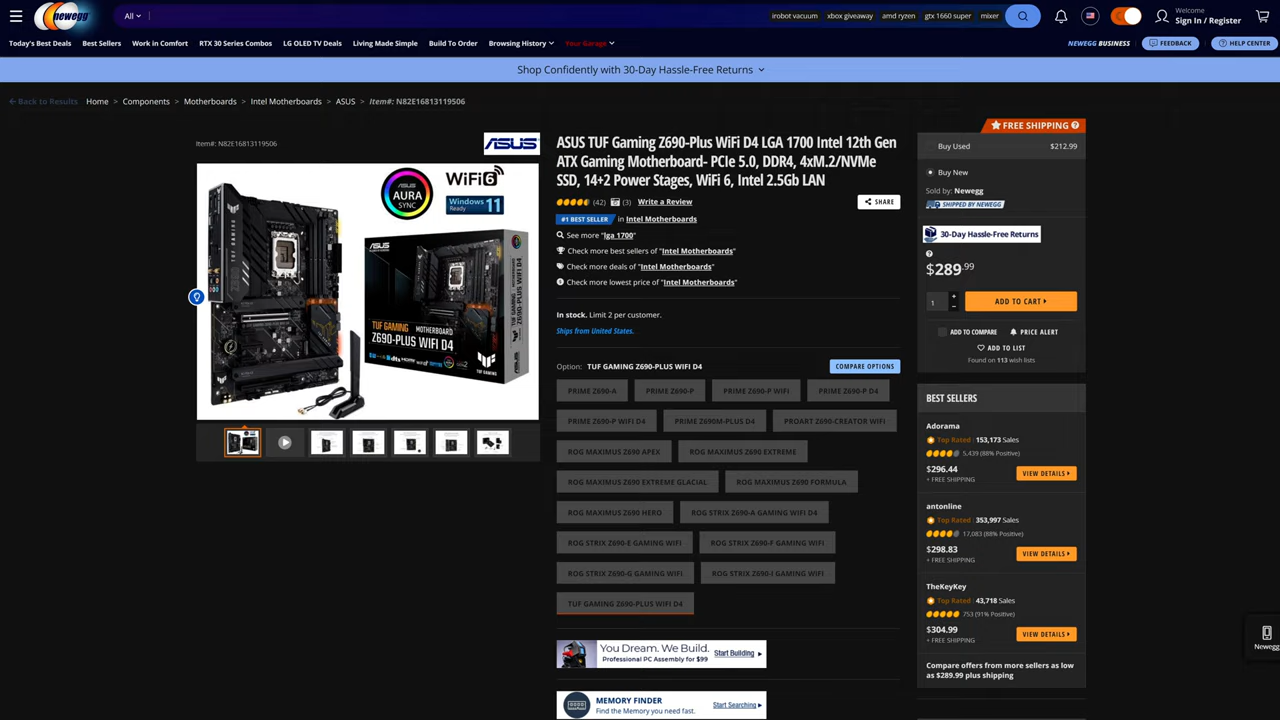 newegg
All
irobot vacuum
xbox giveaway
amd ryzen
gtx 1660 super
mixer
Welcome
Sign In / Register
Today's Best Deals
Best Sellers
Work in Comfort
RTX 30 Series Combos
LG OLED TV Deals
Living Made Simple
Build To Order
Browsing History
Your Garage
NEWEGG BUSINESS
FEEDBACK
HELP CENTER
Shop Confidently with 30-Day Hassle-Free Returns
Back to Results
Home > Components > Motherboards > Intel Motherboards > ASUS > Item#: N82E16813119506
Item#: N82E16813119506
ASUS
ASUS
AURA
SYNC
WiFi 6
Windows
Ready
11
ASUS
TUF GAMING
MOTHERBOARD
Z690-PLUS WIFI D4
TUF GAMING
Z690-PLUS WIFI D4
ASUS TUF Gaming Z690-Plus WiFi D4 LGA 1700 Intel 12th Gen
ATX Gaming Motherboard- PCIe 5.0, DDR4, 4xM.2/NVMe
SSD, 14+2 Power Stages, WiFi 6, Intel 2.5Gb LAN
(42)
(3)
Write a Review
SHARE
#1 BEST SELLER in Intel Motherboards
See more "lga 1700"
Check more best sellers of "Intel Motherboards"
Check more deals of "Intel Motherboards"
Check more lowest price of "Intel Motherboards"
In stock. Limit 2 per customer.
Ships from United States.
Option: TUF GAMING Z690-PLUS WIFI D4
COMPARE OPTIONS
PRIME Z690-A
PRIME Z690-P
PRIME Z690-P WIFI
PRIME Z690-P D4
PRIME Z690-P WIFI D4
PRIME Z690M-PLUS D4
PROART Z690-CREATOR WIFI
ROG MAXIMUS Z690 APEX
ROG MAXIMUS Z690 EXTREME
ROG MAXIMUS Z690 EXTREME GLACIAL
ROG MAXIMUS Z690 FORMULA
ROG MAXIMUS Z690 HERO
ROG STRIX Z690-A GAMING WIFI D4
ROG STRIX Z690-E GAMING WIFI
ROG STRIX Z690-F GAMING WIFI
ROG STRIX Z690-G GAMING WIFI
ROG STRIX Z690-I GAMING WIFI
TUF GAMING Z690-PLUS WIFI D4
You Dream. We Build.
Professional PC Assembly for $99
Start Building
MEMORY FINDER
Find the Memory you need fast.
Start Searching
FREE SHIPPING
Buy Used
$212.99
Buy New
Sold by: Newegg
SHIPPED BY NEWEGG
30-Day Hassle-Free Returns
$289.99
1
+
-
ADD TO CART
ADD TO COMPARE
PRICE ALERT
ADD TO LIST
Found on 113 wish lists
BEST SELLERS
Adorama
Top Rated 153,173 Sales
5,439 (88% Positive)
$296.44
+ FREE SHIPPING
VIEW DETAILS
antonline
Top Rated 353,997 Sales
17,083 (88% Positive)
$298.83
+ FREE SHIPPING
VIEW DETAILS
TheKeyKey
Top Rated 43,718 Sales
753 (91% Positive)
$304.99
+ FREE SHIPPING
VIEW DETAILS
Compare offers from more sellers as low
as $289.99 plus shipping
Newegg